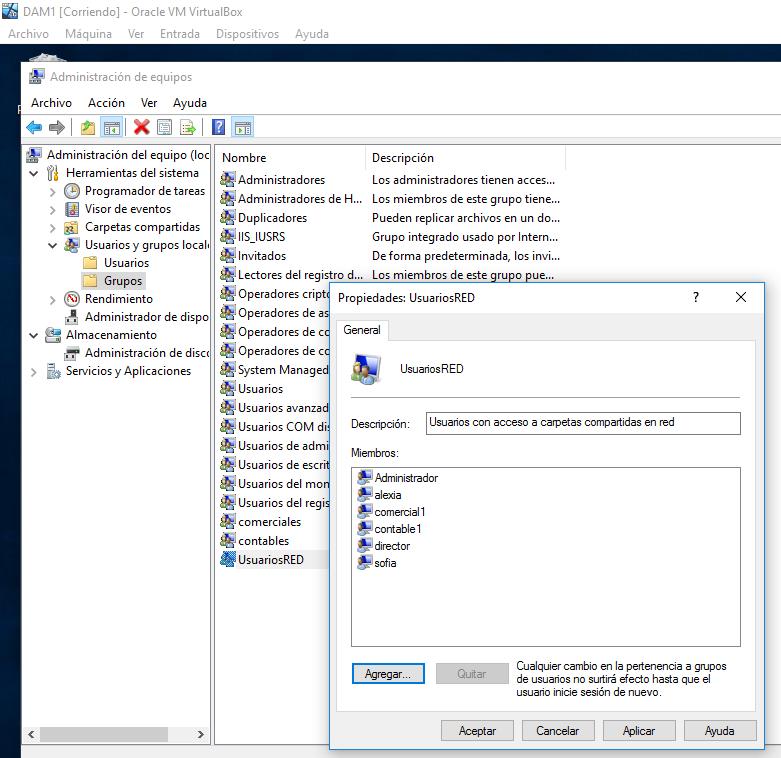 DAM1 [Corriendo] - Oracle VM VirtualBox
Archivo Máquina Ver Entrada Dispositivos Ayuda
Administración de equipos
Archivo Acción Ver Ayuda
Administración del equipo (loc
Herramientas del sistema
Programador de tareas
Visor de eventos
Carpetas compartidas
Usuarios y grupos locale
Usuarios
Grupos
Rendimiento
Administrador de dispo
Almacenamiento
Administración de disco
Servicios y Aplicaciones
Nombre Descripción
Administradores Los administradores tienen acces...
Administradores de H... Los miembros de este grupo tiene...
Duplicadores Pueden replicar archivos en un do...
IIS_IUSRS Grupo integrado usado por Intern...
Invitados De forma predeterminada, los invi...
Lectores del registro d... Los miembros de este grupo pue...
Operadores cripto
Operadores de as
Operadores de co
Operadores de co
System Managed
Usuarios
Usuarios avanzad
Usuarios COM dis
Usuarios de admi
Usuarios de escrit
Usuarios del mon
Usuarios del regis
comerciales
contables
UsuariosRED
Propiedades: UsuariosRED ?
General
UsuariosRED
Descripción: Usuarios con acceso a carpetas compartidas en red
Miembros:
Administrador
alexia
comercial1
contable1
director
sofia
Agregar... Quitar
Cualquier cambio en la pertenencia a grupos
de usuarios no surtirá efecto hasta que el
usuario inicie sesión de nuevo.
Aceptar Cancelar Aplicar Ayuda